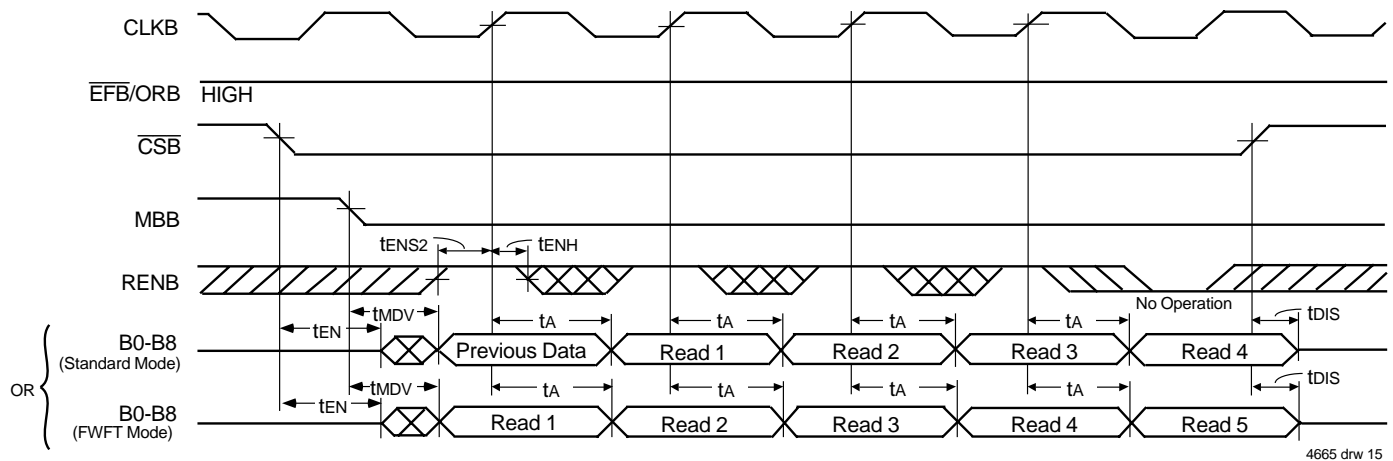 CLKB
EFB/ORB HIGH
CSB
MBB
tENS2 tENH
RENB
No Operation
tEN tMDV tA tA tA tA tDIS
B0-B8 Previous Data Read 1 Read 2 Read 3 Read 4
(Standard Mode)
OR
tEN tMDV tA tA tA tA tDIS
B0-B8 Read 1 Read 2 Read 3 Read 4 Read 5
(FWFT Mode)
4665 drw 15